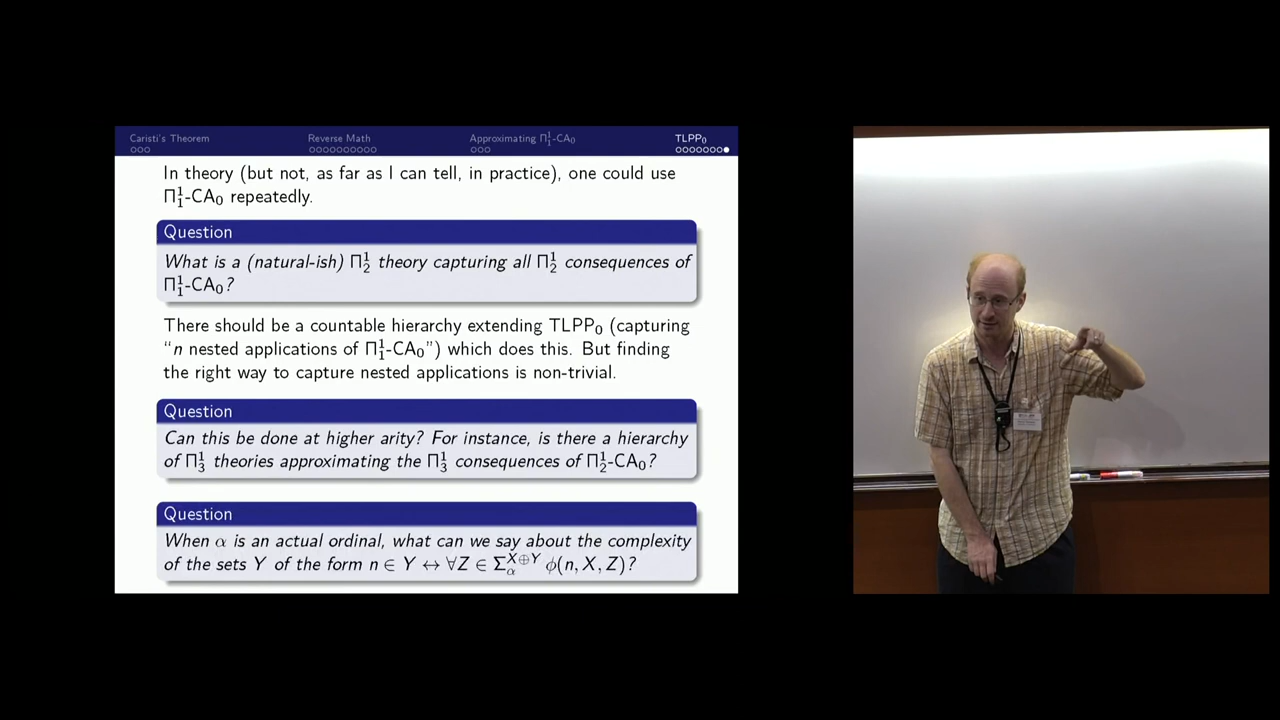 Caristi's Theorem Reverse Math Approximating Π¹₁-CA₀ TLPP₀
In theory (but not, as far as I can tell, in practice), one could use
Π¹₁-CA₀ repeatedly.
Question
What is a (natural-ish) Π¹₂ theory capturing all Π¹₂ consequences of
Π¹₁-CA₀?
There should be a countable hierarchy extending TLPP₀ (capturing
“n nested applications of Π¹₁-CA₀”) which does this. But finding
the right way to capture nested applications is non-trivial.
Question
Can this be done at higher arity? For instance, is there a hierarchy
of Π¹₃ theories approximating the Π¹₃ consequences of Π¹₂-CA₀?
Question
When α is an actual ordinal, what can we say about the complexity
of the sets Y of the form n ∈ Y ↔ ∀Z ∈ Σ_α^{X⊕Y} ϕ(n, X, Z)?